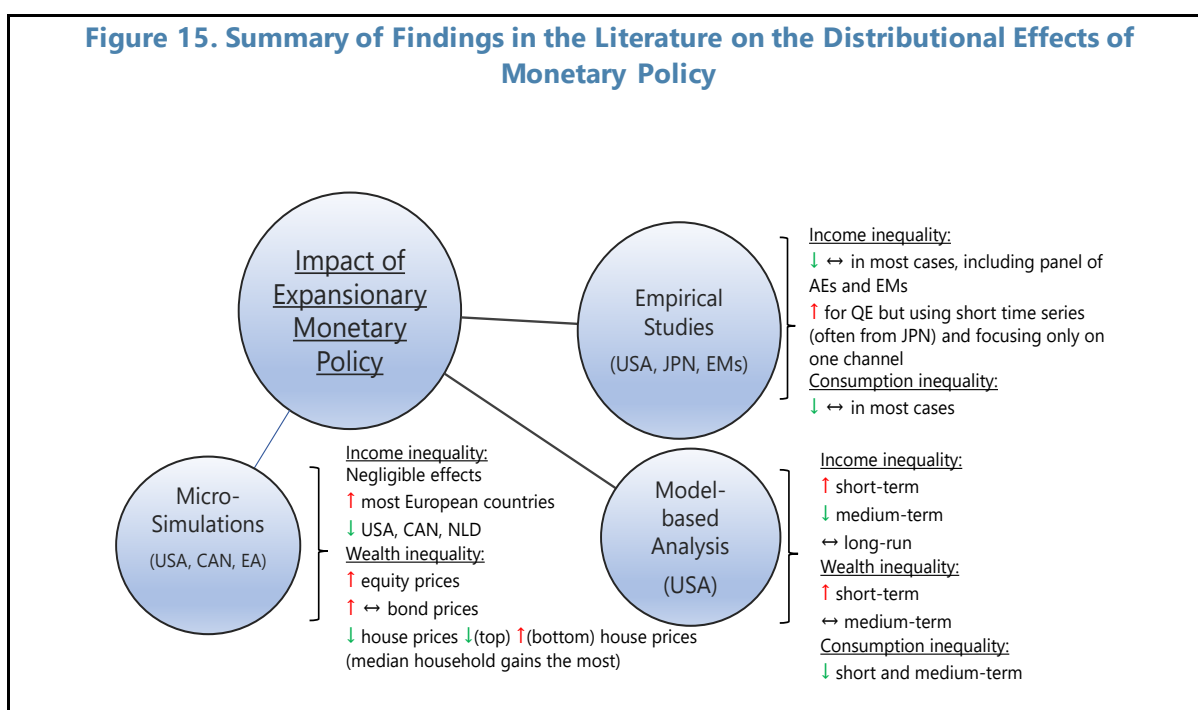 Figure 15. Summary of Findings in the Literature on the Distributional Effects of
Monetary Policy
Impact of
Expansionary
Monetary
Policy
Empirical
Studies
(USA, JPN, EMs)
Income inequality:
↓ ↔ in most cases, including panel of
AEs and EMs
↑ for QE but using short time series
(often from JPN) and focusing only on
one channel
Consumption inequality:
↓ ↔ in most cases
Micro-
Simulations
(USA, CAN, EA)
Income inequality:
Negligible effects
↑ most European countries
↓ USA, CAN, NLD
Wealth inequality:
↑ equity prices
↑ ↔ bond prices
↓ house prices ↓(top) ↑(bottom) house prices
(median household gains the most)
Model-
based
Analysis
(USA)
Income inequality:
↑ short-term
↓ medium-term
↔ long-run
Wealth inequality:
↑ short-term
↔ medium-term
Consumption inequality:
↓ short and medium-term